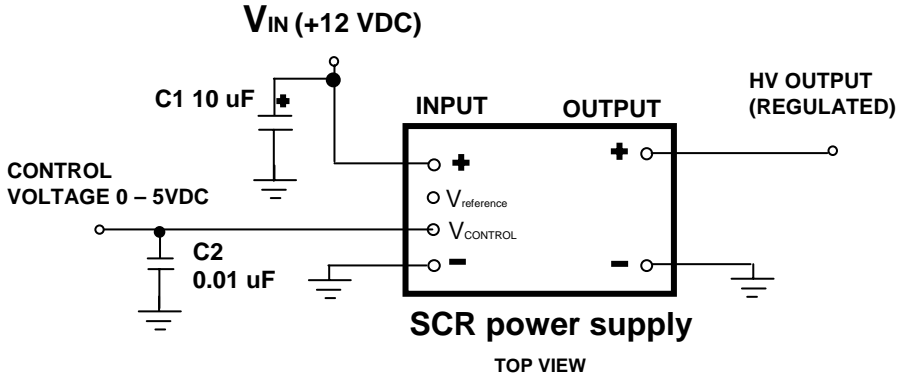 VIN (+12 VDC)
C1 10 uF
+
INPUT
OUTPUT
HV OUTPUT
(REGULATED)
CONTROL
VOLTAGE 0 – 5VDC
+
+
Vreference
VCONTROL
C2
0.01 uF
-
-
SCR power supply
TOP VIEW